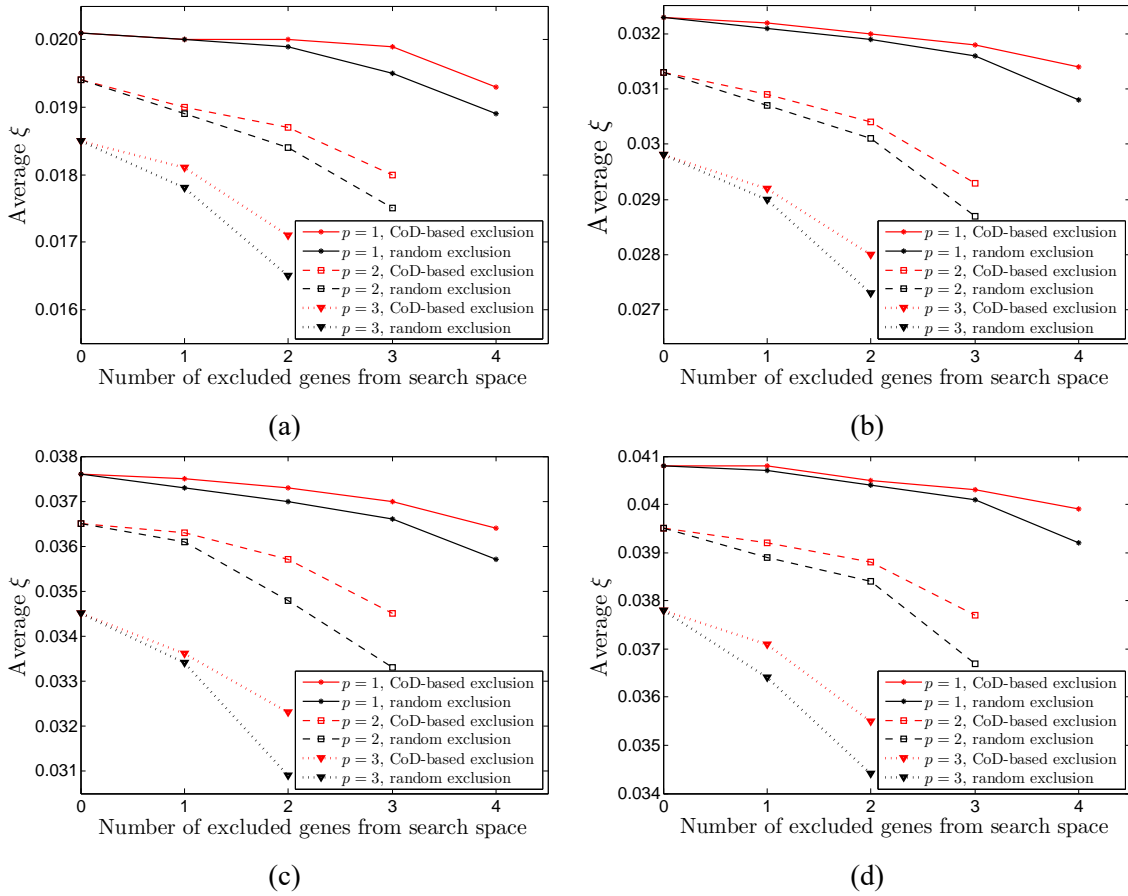 0.020
0.019
0.018
0.017
0.016
Average ξ
0 1 2 3 4
Number of excluded genes from search space
p = 1, CoD-based exclusion
p = 1, random exclusion
p = 2, CoD-based exclusion
p = 2, random exclusion
p = 3, CoD-based exclusion
p = 3, random exclusion
(a)
0.032
0.031
0.03
0.029
0.028
0.027
Average ξ
0 1 2 3 4
Number of excluded genes from search space
p = 1, CoD-based exclusion
p = 1, random exclusion
p = 2, CoD-based exclusion
p = 2, random exclusion
p = 3, CoD-based exclusion
p = 3, random exclusion
(b)
0.038
0.037
0.036
0.035
0.034
0.033
0.032
0.031
Average ξ
0 1 2 3 4
Number of excluded genes from search space
p = 1, CoD-based exclusion
p = 1, random exclusion
p = 2, CoD-based exclusion
p = 2, random exclusion
p = 3, CoD-based exclusion
p = 3, random exclusion
(c)
0.041
0.04
0.039
0.038
0.037
0.036
0.035
0.034
Average ξ
0 1 2 3 4
Number of excluded genes from search space
p = 1, CoD-based exclusion
p = 1, random exclusion
p = 2, CoD-based exclusion
p = 2, random exclusion
p = 3, CoD-based exclusion
p = 3, random exclusion
(d)